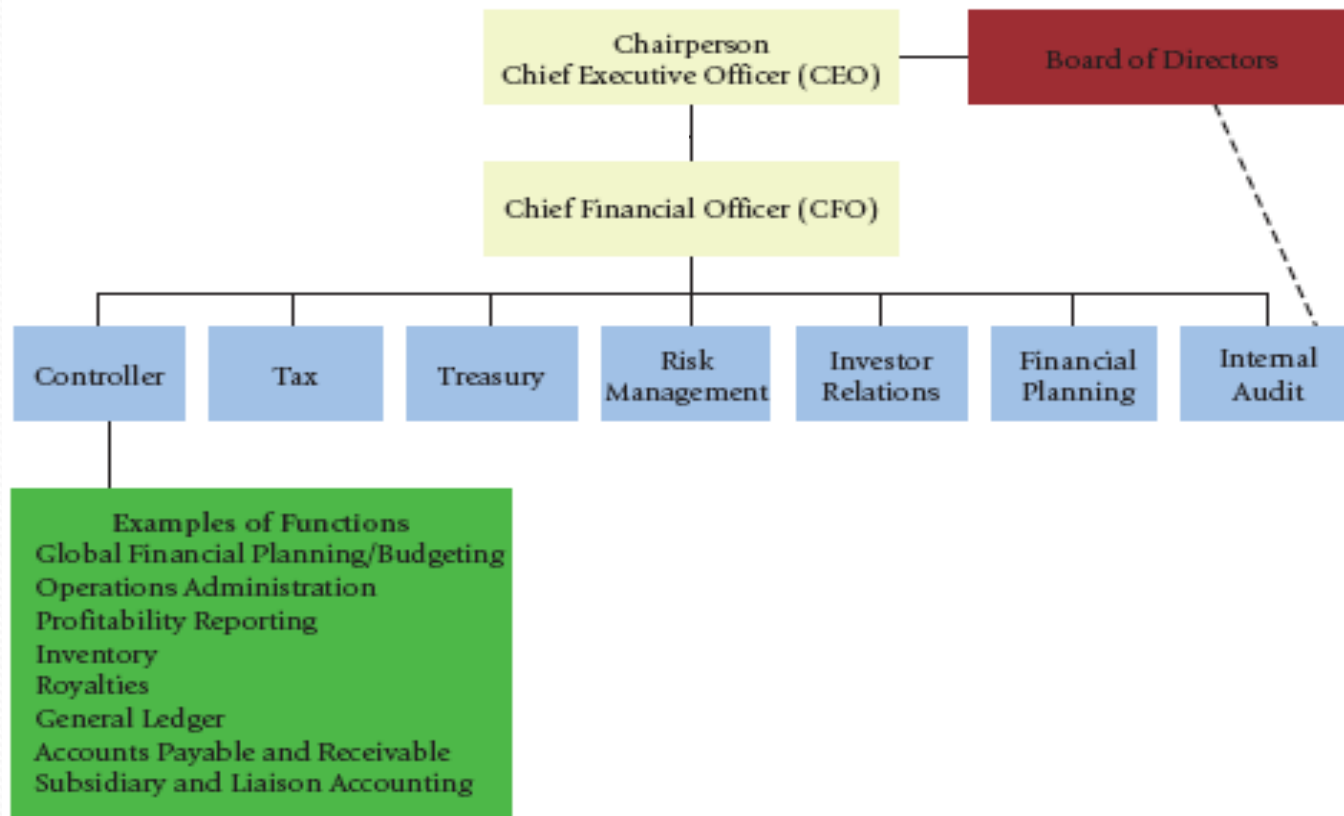 Chairperson
Chief Executive Officer (CEO)
Board of Directors
Chief Financial Officer (CFO)
Controller
Tax
Treasury
Risk
Management
Investor
Relations
Financial
Planning
Internal
Audit
Examples of Functions
Global Financial Planning/Budgeting
Operations Administration
Profitability Reporting
Inventory
Royalties
General Ledger
Accounts Payable and Receivable
Subsidiary and Liaison Accounting